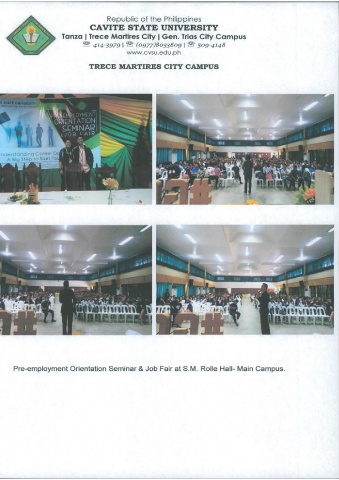 Republic of the Philippines
CAVITE STATE UNIVERSITY
Tanza | Trece Martires City | Gen. Trias City Campus
☏ 414-3979 | ☏ (0977)8033809 | ☏ 509-4148
www.cvsu.edu.ph
TRECE MARTIRES CITY CAMPUS
ORIENTATION
SEMINAR
JOB FAIR
Pre-employment Orientation Seminar & Job Fair at S.M. Rolle Hall- Main Campus.